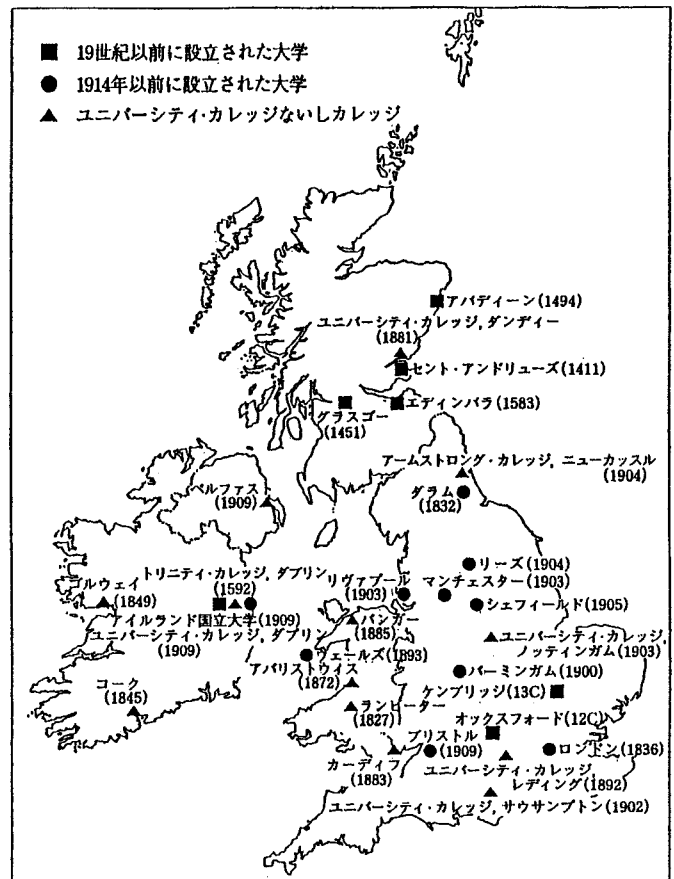 ■ 19世紀以前に設立された大学
● 1914年以前に設立された大学
▲ ユニバーシティ・カレッジないしカレッジ
アバディーン(1494)
ユニバーシティ・カレッジ, ダンディー
(1881)
セント・アンドリューズ(1411)
エディンバラ(1583)
グラスゴー
(1451)
アームストロング・カレッジ, ニューカッスル
(1904)
ダラム
(1832)
ベルファスト
(1909)
リーズ(1904)
トリニティ・カレッジ, ダブリン
(1592)
リヴァプール
(1903)
マンチェスター(1903)
ルウェイ
(1849)
シェフィールド(1905)
アイルランド国立大学(1909)
バンガー
(1885)
ユニバーシティ・カレッジ, ダブリン
(1909)
ユニバーシティ・カレッジ,
ノッティンガム(1903)
ヴェールズ(1893)
アバリストウイス
(1872)
バーミンガム(1900)
ケンブリッジ(13C)
コーク
(1845)
ランピーター
(1827)
オックスフォード(12C)
ブリストル
(1909)
ロンドン(1836)
カーディフ
(1883)
ユニバーシティ・カレッジ,
レディング(1892)
ユニバーシティ・カレッジ, サウサンプトン(1902)